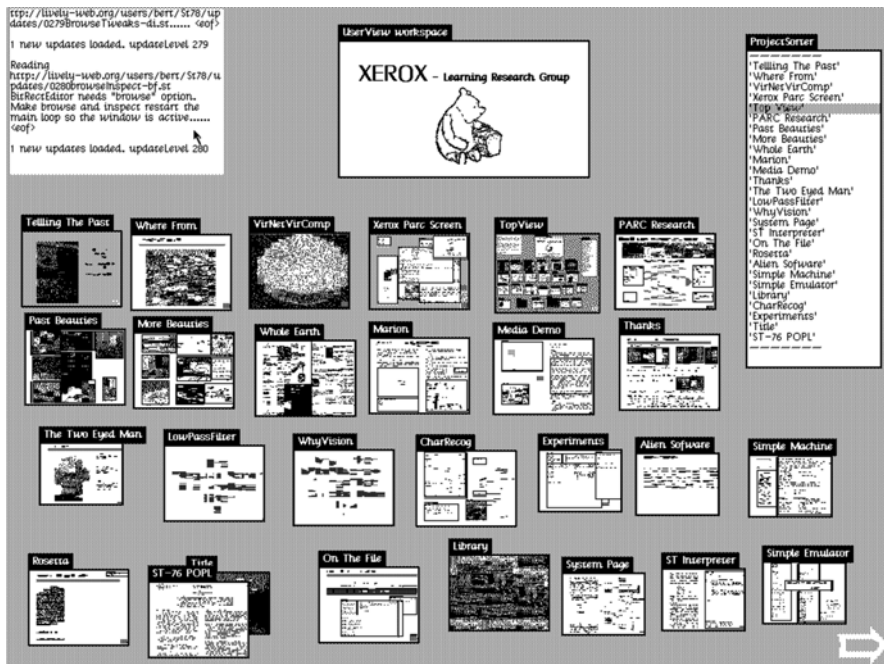 ttp://lively-web.org/users/bert/St78/up
dates/0279BrowseTweaks-di.st...... <eof>
1 new updates loaded. updateLevel 279
Reading
http://lively-web.org/users/bert/St78/u
pdates/0280browseInspect-bf.st
BitRectEditor needs "browse" option.
Make browse and inspect restart the
main loop so the window is active......
<eof>
1 new updates loaded. updateLevel 280
UserView workspace
XEROX - Learning Research Group
ProjectSorter
'Tellling The Past'
'Where From'
'VirNetVirComp'
'Xerox Parc Screen'
'Top View'
'PARC Research'
'Past Beauties'
'More Beauties'
'Whole Earth'
'Marion'
'Media Demo'
'Thanks'
'The Two Eyed Man'
'LowPassFilter'
'WhyVision'
'System Page'
'ST Interpreter'
'On The File'
'Rosetta'
'Alien Sofware'
'Simple Machine'
'Simple Emulator'
'Library'
'CharRecog'
'Experiments'
'Title'
'ST-76 POPL'
Tellling The Past
Where From
VirNetVirComp
Xerox Parc Screen
TopView
PARC Research
Past Beauties
More Beauties
Whole Earth
Marion
Media Demo
Thanks
The Two Eyed Man
LowPassFilter
WhyVision
CharRecog
Experiments
Alien Sofware
Simple Machine
Rosetta
Title
ST-76 POPL
On The File
Library
System Page
ST Interpreter
Simple Emulator